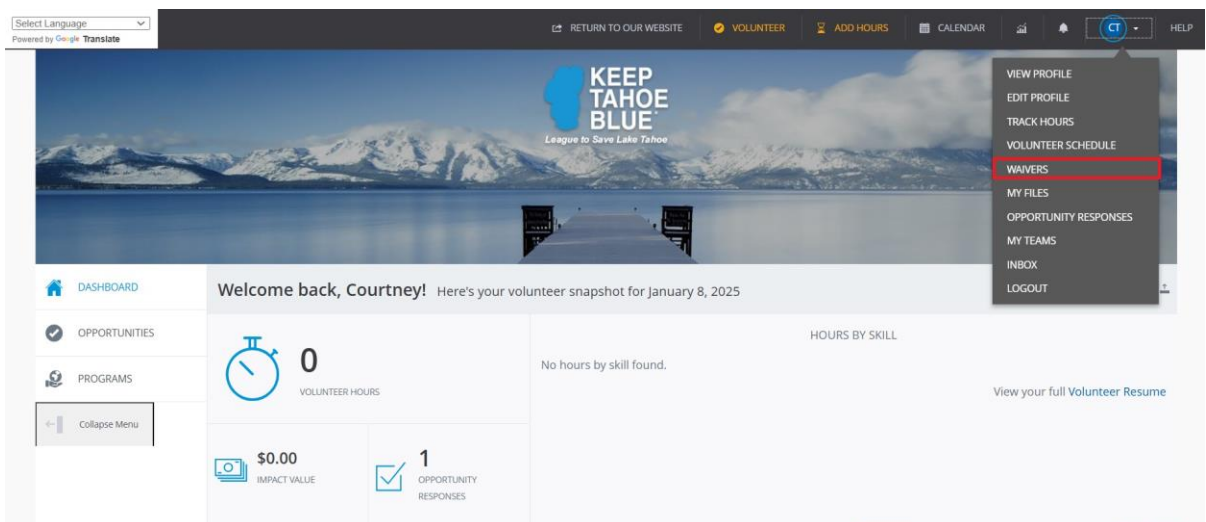 Select Language
Powered by Google Translate
RETURN TO OUR WEBSITE
VOLUNTEER
ADD HOURS
CALENDAR
CT
HELP
KEEP
TAHOE
BLUE
League to Save Lake Tahoe
VIEW PROFILE
EDIT PROFILE
TRACK HOURS
VOLUNTEER SCHEDULE
WAIVERS
MY FILES
OPPORTUNITY RESPONSES
MY TEAMS
INBOX
LOGOUT
DASHBOARD
OPPORTUNITIES
PROGRAMS
Collapse Menu
Welcome back, Courtney! Here's your volunteer snapshot for January 8, 2025
0
VOLUNTEER HOURS
$0.00
IMPACT VALUE
1
OPPORTUNITY
RESPONSES
HOURS BY SKILL
No hours by skill found.
View your full Volunteer Resume